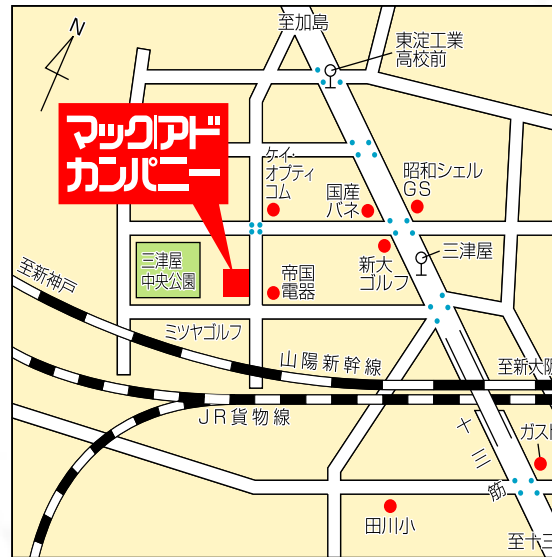 N
至加島
東淀工業
高校前
マックアド
カンパニー
ケイ・
オプティ
コム
国産
バネ
昭和シェル
GS
三津屋
中央公園
帝国
電器
新大
ゴルフ
三津屋
至新神戸
ミツヤゴルフ
山陽新幹線
至新大阪
JR貨物線
十三筋
ガスト
田川小
至十三